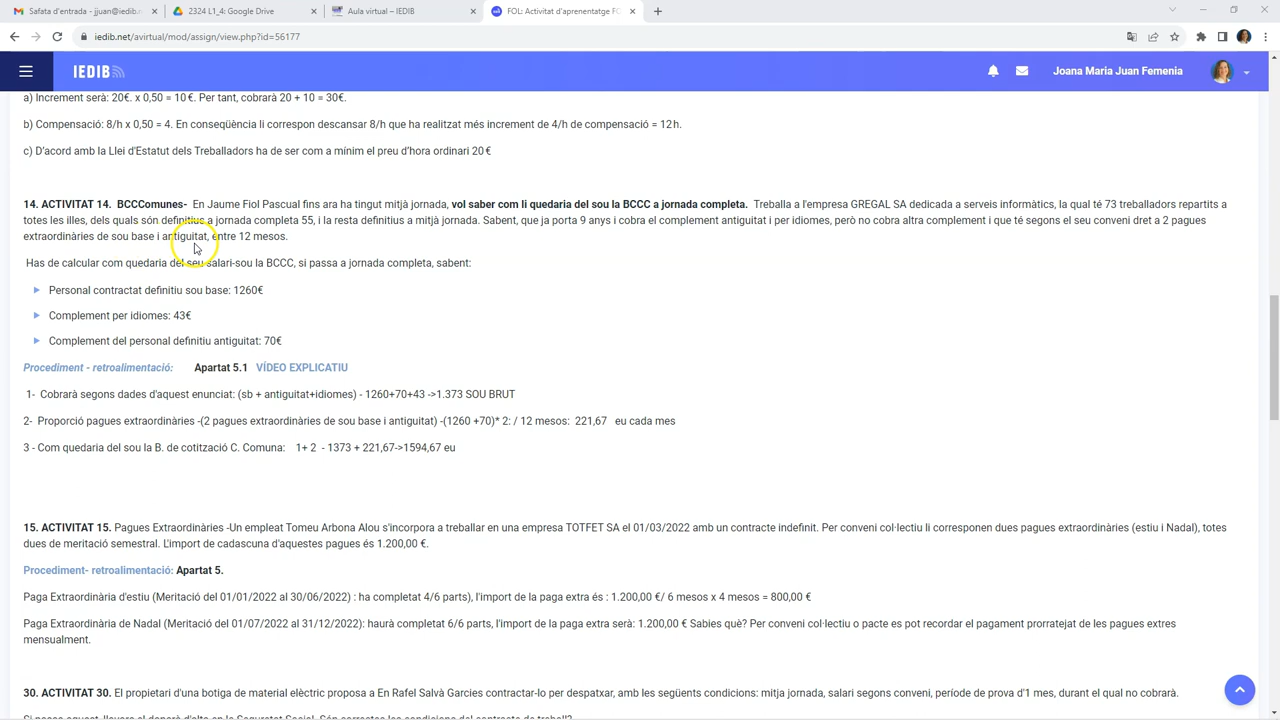 Safata d'entrada - jjuan@iedib.n
2324 L1_4: Google Drive
Aula virtual – IEDIB
FOL: Activitat d'aprenentatge FO
iedib.net/avirtual/mod/assign/view.php?id=56177
IEDIB
Joana Maria Juan Femenia
a) Increment serà: 20€. x 0,50 = 10 €. Per tant, cobrarà 20 + 10 = 30€.
b) Compensació: 8/h x 0,50 = 4. En conseqüència li correspon descansar 8/h que ha realitzat més increment de 4/h de compensació = 12 h.
c) D'acord amb la Llei d'Estatut dels Treballadors ha de ser com a mínim el preu d'hora ordinari 20 €
14. ACTIVITAT 14. BCCComunes- En Jaume Fiol Pascual fins ara ha tingut mitjà jornada, vol saber com li quedaria del sou la BCCC a jornada completa. Treballa a l'empresa GREGAL SA dedicada a serveis informàtics, la qual té 73 treballadors repartits a
totes les illes, dels quals són definitius a jornada completa 55, i la resta definitius a mitjà jornada. Sabent, que ja porta 9 anys i cobra el complement antiguitat i per idiomes, però no cobra altra complement i que té segons el seu conveni dret a 2 pagues
extraordinàries de sou base i antiguitat, entre 12 mesos.
Has de calcular com quedaria del seu salari-sou la BCCC, si passa a jornada completa, sabent:
Personal contractat definitiu sou base: 1260€
Complement per idiomes: 43€
Complement del personal definitiu antiguitat: 70€
Procediment - retroalimentació: Apartat 5.1 VÍDEO EXPLICATIU
1- Cobrarà segons dades d'aquest enunciat: (sb + antiguitat+idiomes) - 1260+70+43 ->1.373 SOU BRUT
2- Proporció pagues extraordinàries -(2 pagues extraordinàries de sou base i antiguitat) -(1260 +70)* 2: / 12 mesos: 221,67 eu cada mes
3 - Com quedaria del sou la B. de cotització C. Comuna: 1+ 2 - 1373 + 221,67->1594,67 eu
15. ACTIVITAT 15. Pagues Extraordinàries -Un empleat Tomeu Arbona Alou s'incorpora a treballar en una empresa TOTFET SA el 01/03/2022 amb un contracte indefinit. Per conveni col·lectiu li corresponen dues pagues extraordinàries (estiu i Nadal), totes
dues de meritació semestral. L'import de cadascuna d'aquestes pagues és 1.200,00 €.
Procediment- retroalimentació: Apartat 5.
Paga Extraordinària d'estiu (Meritació del 01/01/2022 al 30/06/2022) : ha completat 4/6 parts), l'import de la paga extra és : 1.200,00 €/ 6 mesos x 4 mesos = 800,00 €
Paga Extraordinària de Nadal (Meritació del 01/07/2022 al 31/12/2022): haurà completat 6/6 parts, l'import de la paga extra serà: 1.200,00 € Sabies què? Per conveni col·lectiu o pacte es pot recordar el pagament prorratejat de les pagues extres
mensualment.
30. ACTIVITAT 30. El propietari d'una botiga de material elèctric proposa a En Rafel Salvà Garcies contractar-lo per despatxar, amb les següents condicions: mitja jornada, salari segons conveni, període de prova d'1 mes, durant el qual no cobrarà.